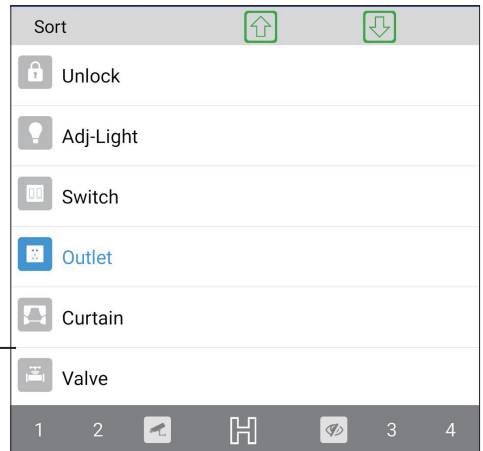 Sort
Unlock
Adj-Light
Switch
Outlet
Curtain
Valve
1 2 H 3 4